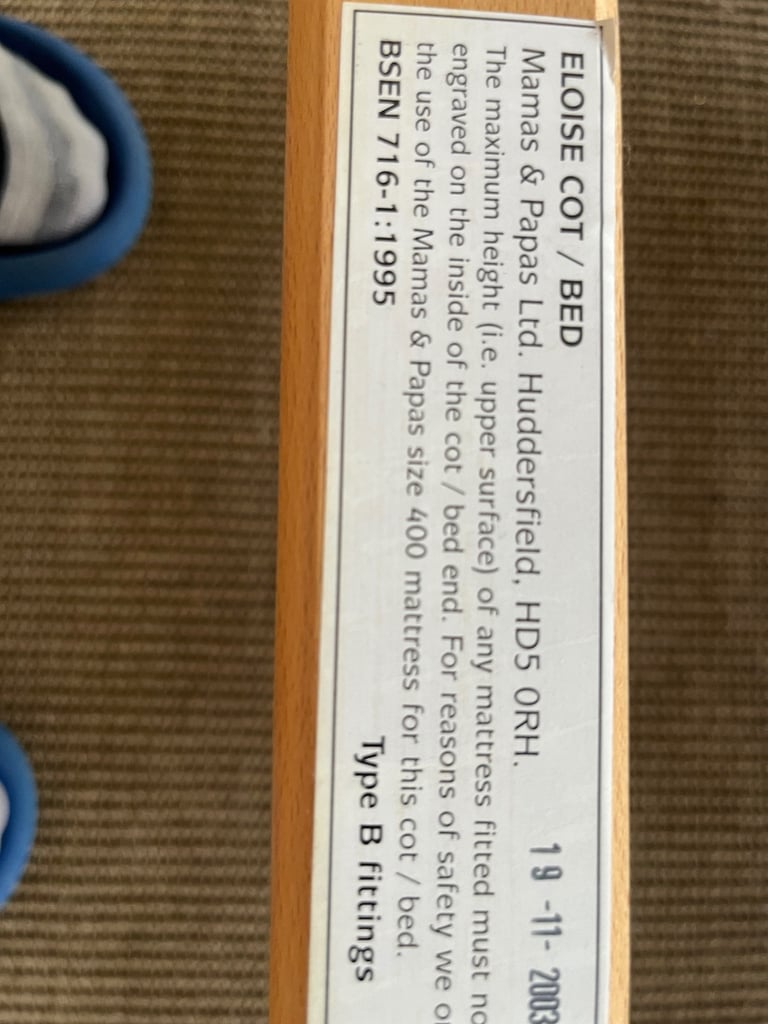 ELOISE COT / BED
Mamas & Papas Ltd. Huddersfield, HD5 0RH. 19-11-2003
The maximum height (i.e. upper surface) of any mattress fitted must
engraved on the inside of the cot / bed end. For reasons of safety we
the use of the Mamas & Papas size 400 mattress for this cot / bed.
BSEN 716-1:1995 Type B fittings